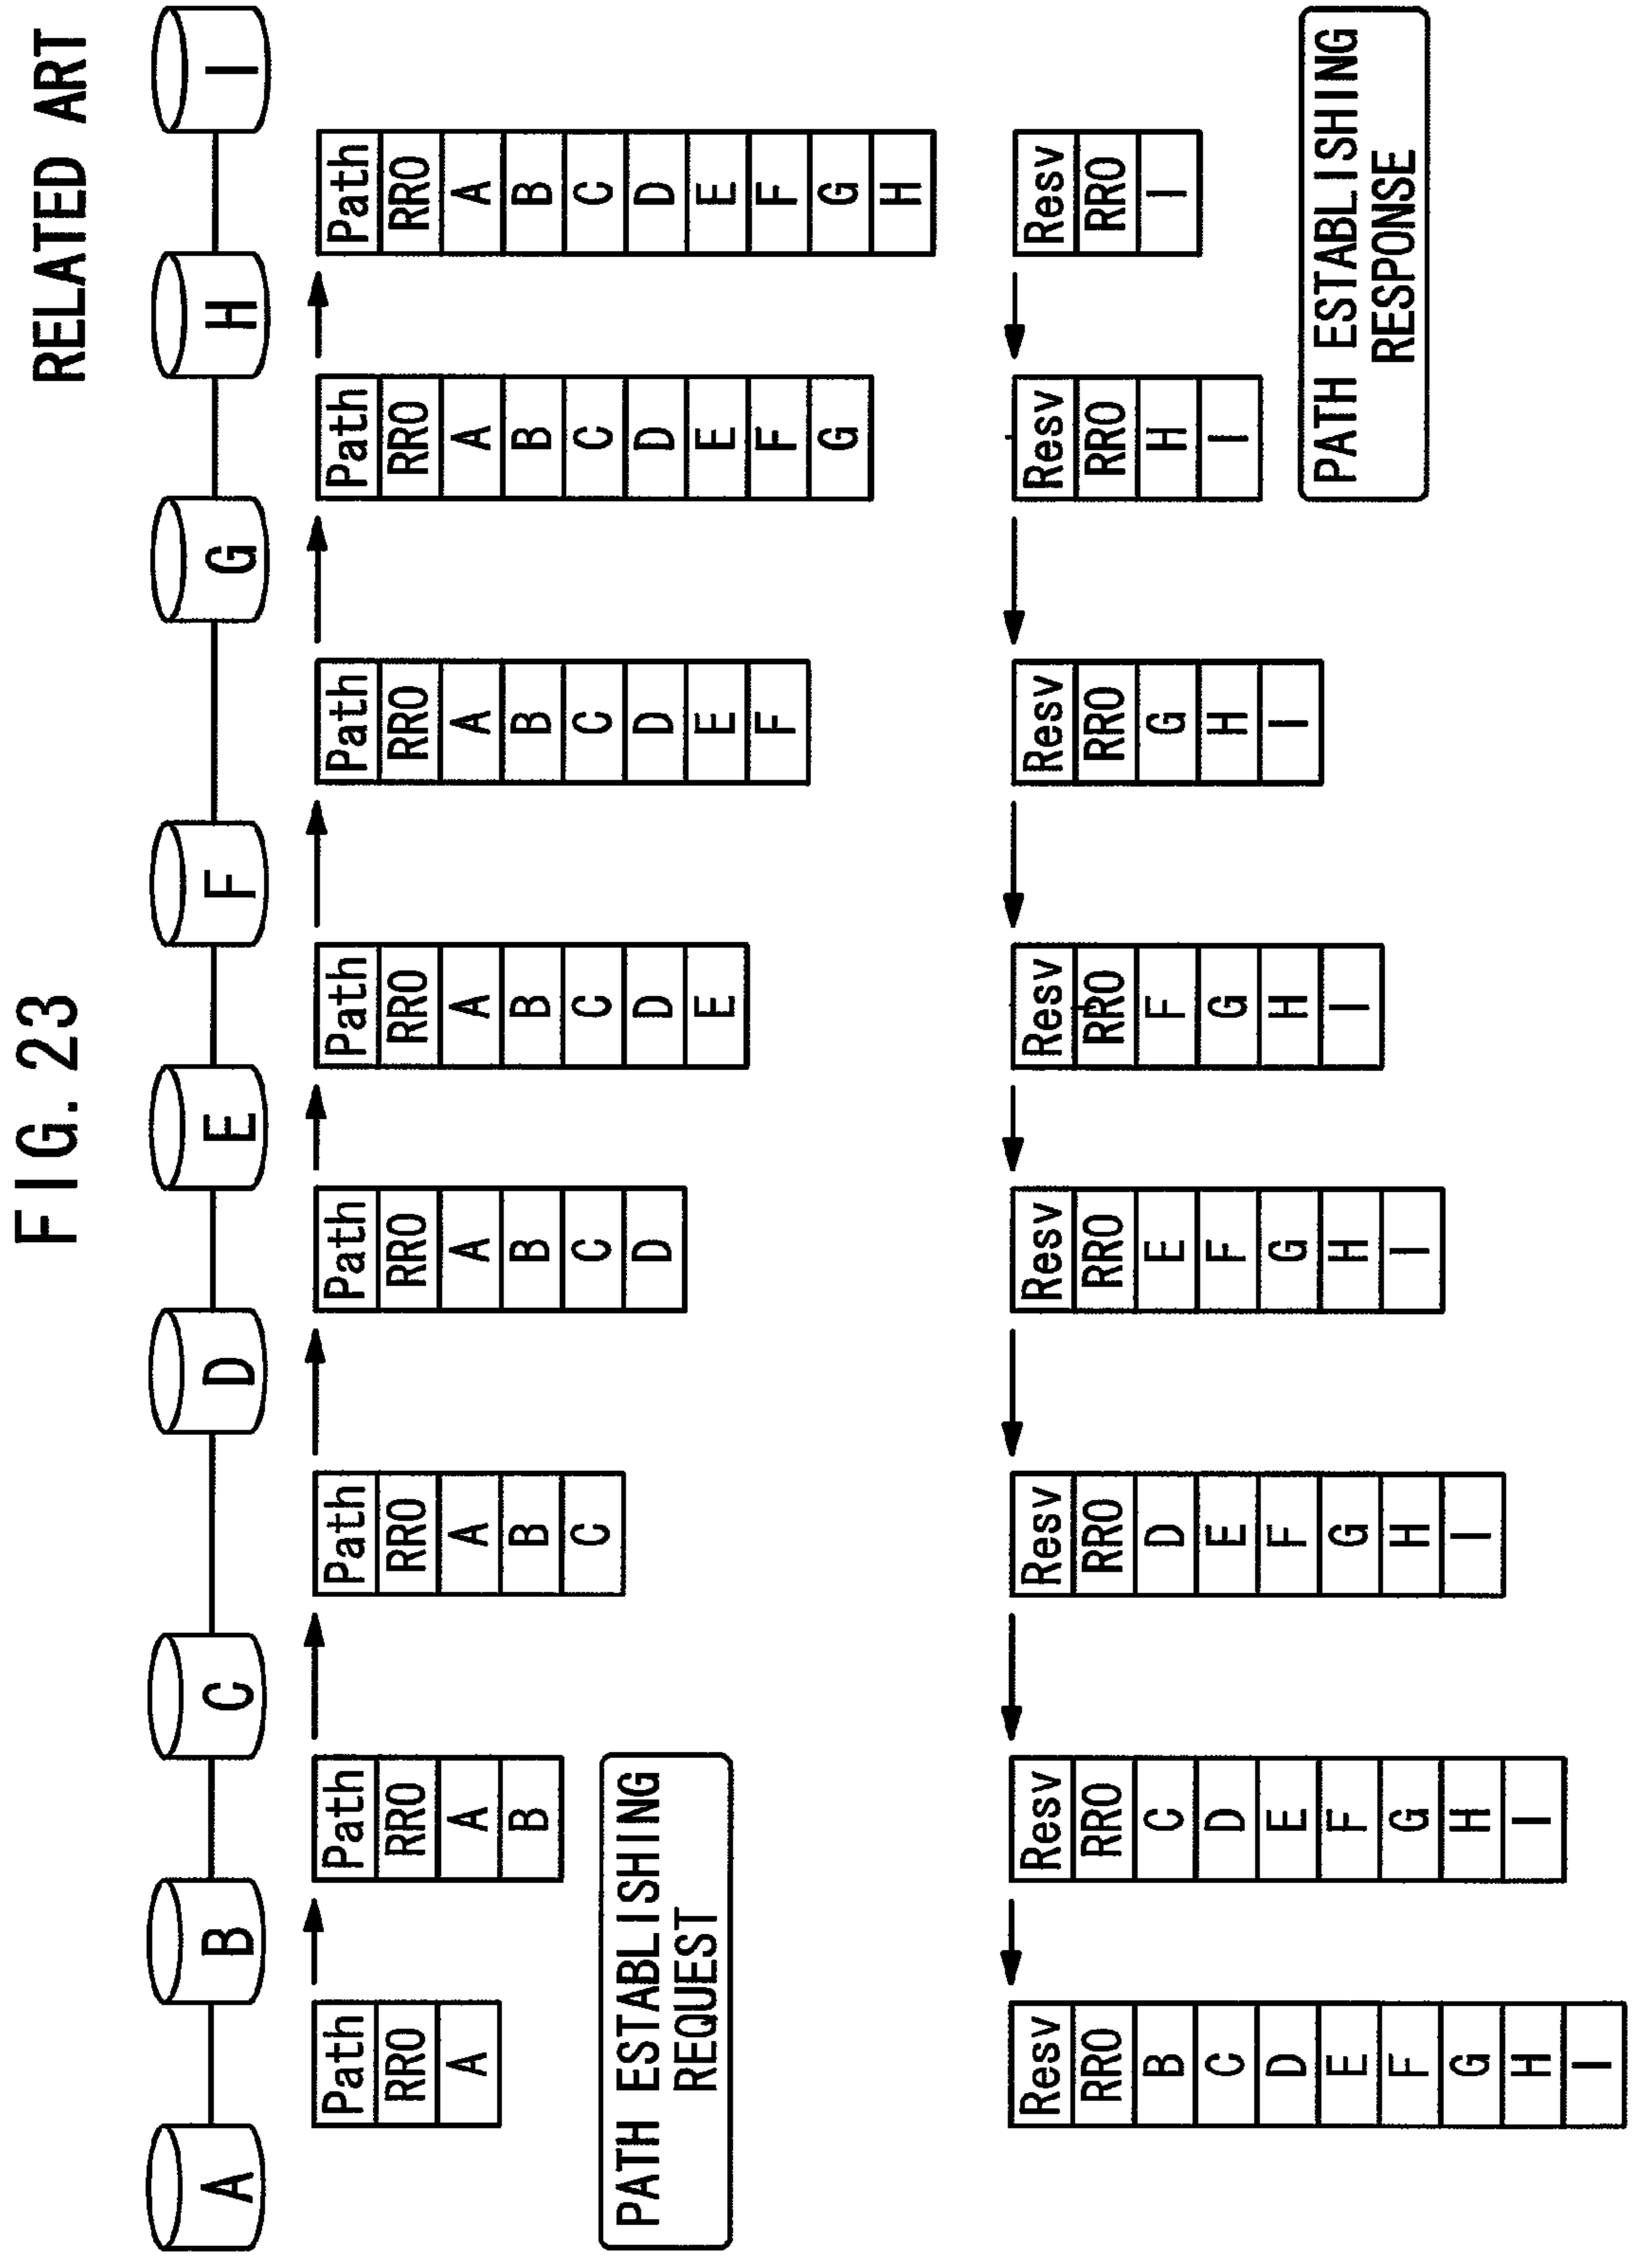 FIG. 23
RELATED ART
A
B
C
D
E
F
G
H
I
Path
RRO
A
Path
RRO
A
B
Path
RRO
A
B
C
Path
RRO
A
B
C
D
Path
RRO
A
B
C
D
E
Path
RRO
A
B
C
D
E
F
Path
RRO
A
B
C
D
E
F
G
Path
RRO
A
B
C
D
E
F
G
H
PATH ESTABLISHING
REQUEST
Resv
RRO
B
C
D
E
F
G
H
I
Resv
RRO
C
D
E
F
G
H
I
Resv
RRO
D
E
F
G
H
I
Resv
RRO
E
F
G
H
I
Resv
RRO
F
G
H
I
Resv
RRO
G
H
I
Resv
RRO
H
I
Resv
RRO
I
PATH ESTABLISHING
RESPONSE